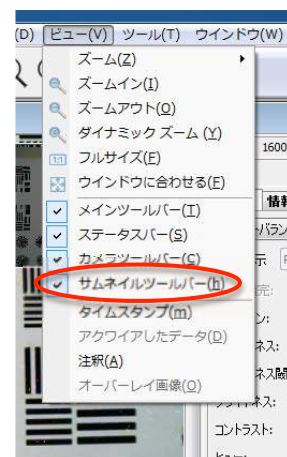 (D) ビュー(V) ツール(T) ウインドウ(W)
ズーム(Z)
ズームイン(I)
ズームアウト(O)
ダイナミック ズーム (Y)
1:1 フルサイズ(F)
ウインドウに合わせる(F)
メインツールバー(T)
ステータスバー(S)
カメラツールバー(C)
サムネイルツールバー(h)
タイムスタンプ(m)
アクワイアしたデータ(D)
注釈(A)
オーバーレイ画像(O)
1600
情報
バラン
示
ン:
ネス:
ネス閾
コントラスト: